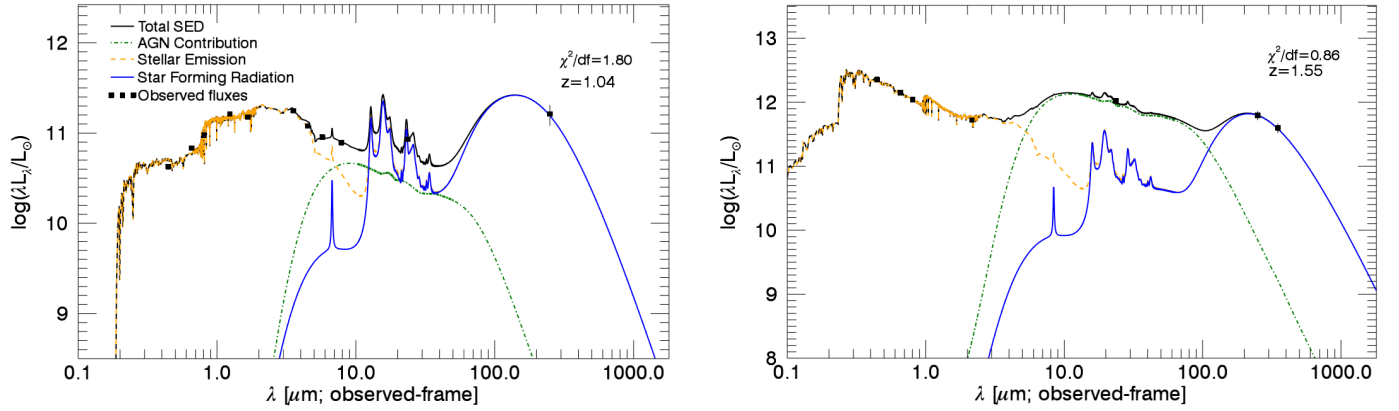 12
11
10
9
log(λL_λ/L_⊙)
Total SED
AGN Contribution
Stellar Emission
Star Forming Radiation
Observed fluxes
χ²/df=1.80
z=1.04
0.1 1.0 10.0 100.0 1000.0
λ [μm; observed-frame]
13
12
11
10
9
8
log(λL_λ/L_⊙)
χ²/df=0.86
z=1.55
0.1 1.0 10.0 100.0 1000.0
λ [μm; observed-frame]